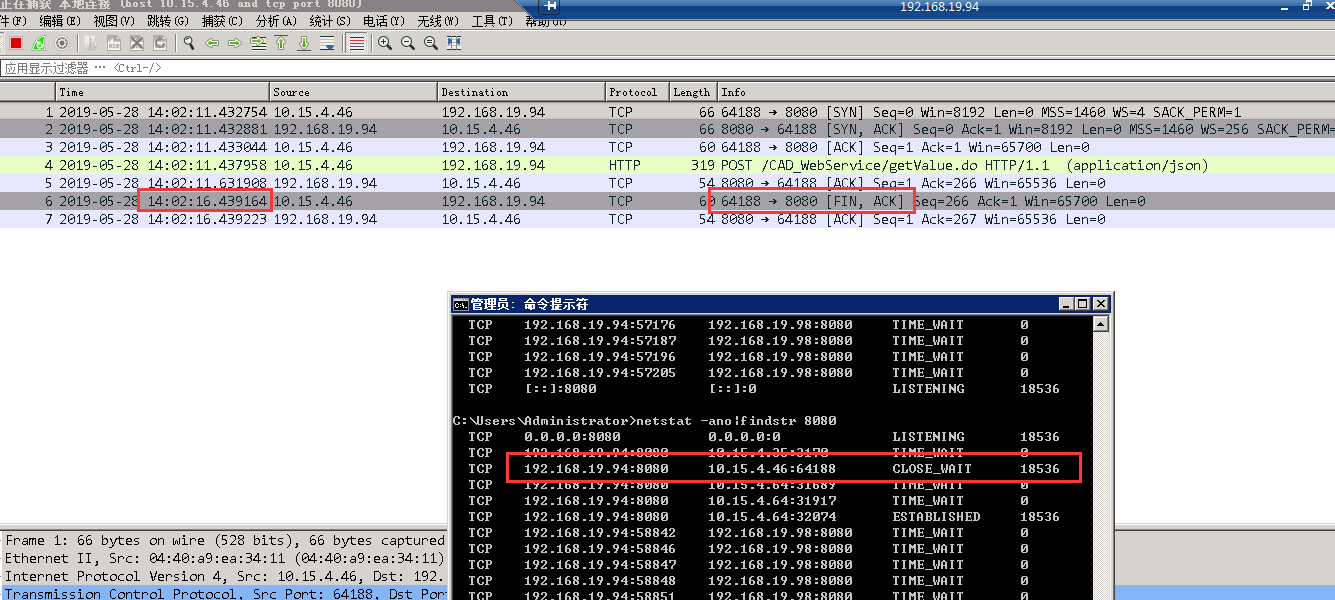 正在捕获 本地连接 (host 10.15.4.46 and tcp port 8080)
192.168.19.94
件(F) 编辑(E) 视图(V) 跳转(G) 捕获(C) 分析(A) 统计(S) 电话(Y) 无线(W) 工具(T) 帮助(H)
应用显示过滤器 … <Ctrl-/>
Time Source Destination Protocol Length Info
1 2019-05-28 14:02:11.432754 10.15.4.46 192.168.19.94 TCP 66 64188 → 8080 [SYN] Seq=0 Win=8192 Len=0 MSS=1460 WS=4 SACK_PERM=1
2 2019-05-28 14:02:11.432881 192.168.19.94 10.15.4.46 TCP 66 8080 → 64188 [SYN, ACK] Seq=0 Ack=1 Win=8192 Len=0 MSS=1460 WS=256 SACK_PERM=
3 2019-05-28 14:02:11.433044 10.15.4.46 192.168.19.94 TCP 60 64188 → 8080 [ACK] Seq=1 Ack=1 Win=65700 Len=0
4 2019-05-28 14:02:11.437958 10.15.4.46 192.168.19.94 HTTP 319 POST /CAD_WebService/getValue.do HTTP/1.1 (application/json)
5 2019-05-28 14:02:11.631908 192.168.19.94 10.15.4.46 TCP 54 8080 → 64188 [ACK] Seq=1 Ack=266 Win=65536 Len=0
6 2019-05-28 14:02:16.439164 10.15.4.46 192.168.19.94 TCP 60 64188 → 8080 [FIN, ACK] Seq=266 Ack=1 Win=65700 Len=0
7 2019-05-28 14:02:16.439223 192.168.19.94 10.15.4.46 TCP 54 8080 → 64188 [ACK] Seq=1 Ack=267 Win=65536 Len=0
管理员: 命令提示符
TCP 192.168.19.94:57176 192.168.19.98:8080 TIME_WAIT 0
TCP 192.168.19.94:57187 192.168.19.98:8080 TIME_WAIT 0
TCP 192.168.19.94:57196 192.168.19.98:8080 TIME_WAIT 0
TCP 192.168.19.94:57205 192.168.19.98:8080 TIME_WAIT 0
TCP [::]:8080 [::]:0 LISTENING 18536
C:\Users\Administrator>netstat -ano|findstr 8080
TCP 0.0.0.0:8080 0.0.0.0:0 LISTENING 18536
TCP 192.168.19.94:8080 10.15.4.35:3170 TIME_WAIT 0
TCP 192.168.19.94:8080 10.15.4.46:64188 CLOSE_WAIT 18536
TCP 192.168.19.94:8080 10.15.4.64:31689 TIME_WAIT 0
TCP 192.168.19.94:8080 10.15.4.64:31917 TIME_WAIT 0
TCP 192.168.19.94:8080 10.15.4.64:32074 ESTABLISHED 18536
TCP 192.168.19.94:58842 192.168.19.98:8080 TIME_WAIT 0
TCP 192.168.19.94:58846 192.168.19.98:8080 TIME_WAIT 0
TCP 192.168.19.94:58847 192.168.19.98:8080 TIME_WAIT 0
TCP 192.168.19.94:58848 192.168.19.98:8080 TIME_WAIT 0
TCP 192.168.19.94:58851 192.168.19.98:8080 TIME_WAIT 0
Frame 1: 66 bytes on wire (528 bits), 66 bytes captured
Ethernet II, Src: 04:40:a9:ea:34:11 (04:40:a9:ea:34:11)
Internet Protocol Version 4, Src: 10.15.4.46, Dst: 192.
Transmission Control Protocol, Src Port: 64188, Dst Por